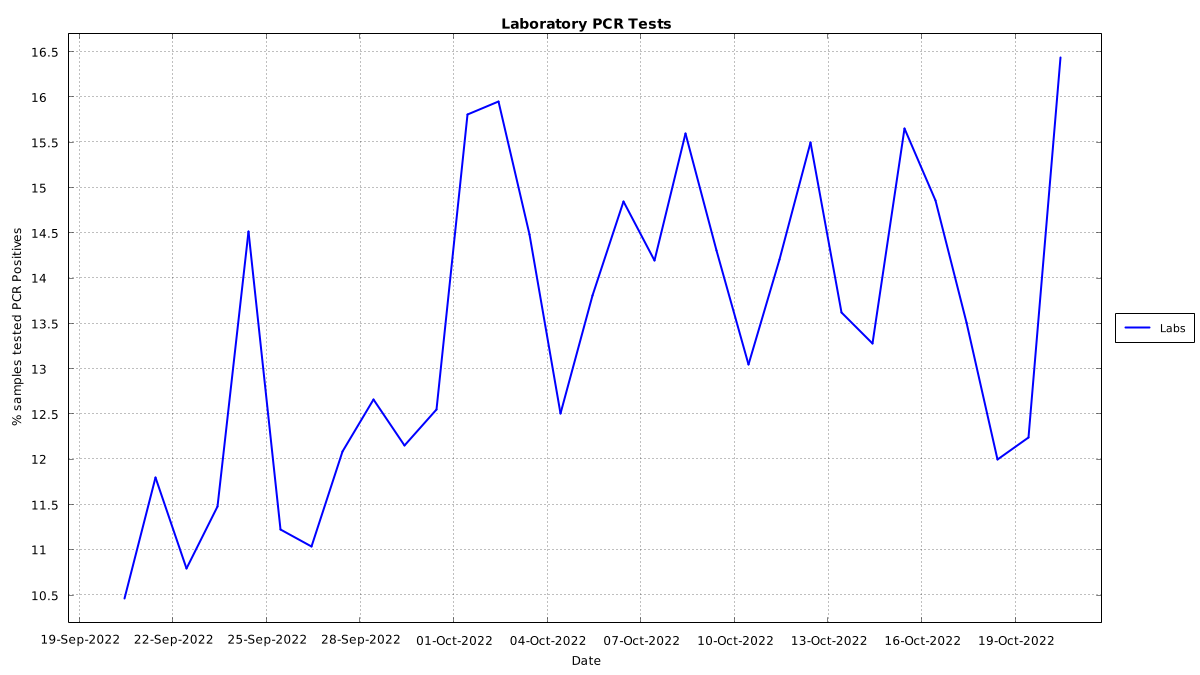 Laboratory PCR Tests
% samples tested PCR Positives
16.5
16
15.5
15
14.5
14
13.5
13
12.5
12
11.5
11
10.5
19-Sep-2022 22-Sep-2022 25-Sep-2022 28-Sep-2022 01-Oct-2022 04-Oct-2022 07-Oct-2022 10-Oct-2022 13-Oct-2022 16-Oct-2022 19-Oct-2022
Date
Labs